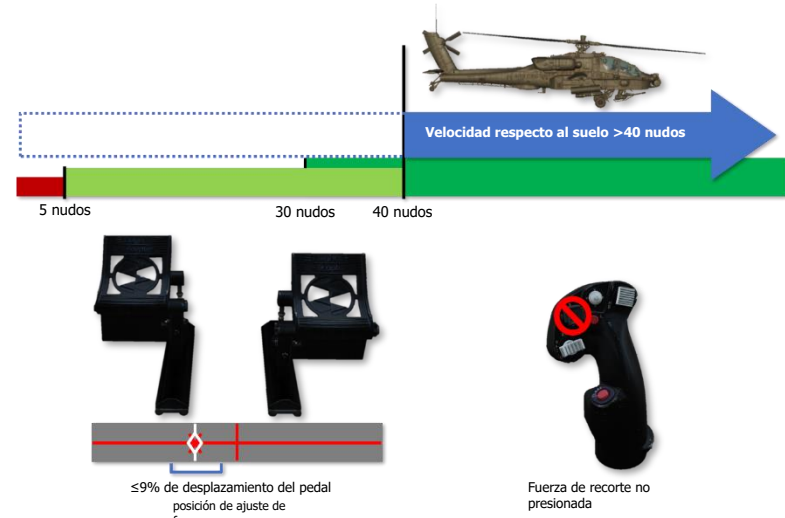 Velocidad respecto al suelo >40 nudos
5 nudos
30 nudos
40 nudos
≤9% de desplazamiento del pedal
posición de ajuste de
Fuerza de recorte no
presionada